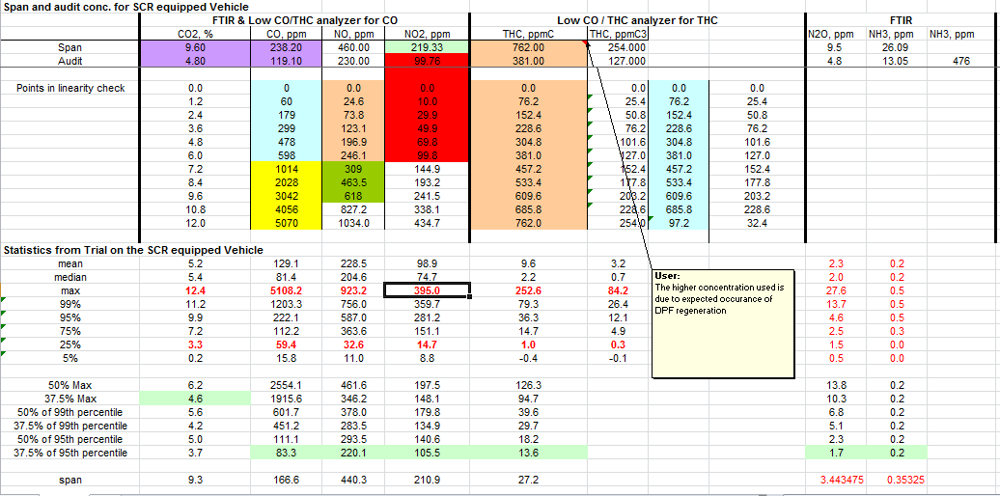 Span and audit conc. for SCR equipped Vehicle
FTIR & Low CO/THC analyzer for CO Low CO / THC analyzer for THC FTIR
CO2, % CO, ppm NO, ppm NO2, ppm THC, ppmC THC, ppmC3 N2O, ppm NH3, ppm NH3, ppm
Span 9.60 238.20 460.00 219.33 762.00 254.000 9.5 26.09
Audit 4.80 119.10 230.00 99.76 381.00 127.000 4.8 13.05 476
Points in linearity check 0.0 0 0.0 0.0 0.0 0.0 0.0 0.0
1.2 60 24.6 10.0 76.2 25.4 76.2 25.4
2.4 179 73.8 29.9 152.4 50.8 152.4 50.8
3.6 299 123.1 49.9 228.6 76.2 228.6 76.2
4.8 478 196.9 69.8 304.8 101.6 304.8 101.6
6.0 598 246.1 99.8 381.0 127.0 381.0 127.0
7.2 1014 309 144.9 457.2 152.4 457.2 152.4
8.4 2028 463.5 193.2 533.4 177.8 533.4 177.8
9.6 3042 618 241.5 609.6 203.2 609.6 203.2
10.8 4056 827.2 338.1 685.8 228.6 685.8 228.6
12.0 5070 1034.0 434.7 762.0 254.0 97.2 32.4
Statistics from Trial on the SCR equipped Vehicle
mean 5.2 129.1 228.5 98.9 9.6 3.2 2.3 0.2
median 5.4 81.4 204.6 74.7 2.2 0.7 2.0 0.2
max 12.4 5108.2 923.2 395.0 252.6 84.2 27.6 0.5
99% 11.2 1203.3 756.0 359.7 79.3 26.4 13.7 0.5
95% 9.9 222.1 587.0 281.2 36.3 12.1 4.6 0.5
75% 7.2 112.2 363.6 151.1 14.7 4.9 2.5 0.3
25% 3.3 59.4 32.6 14.7 1.0 0.3 1.5 0.0
5% 0.2 15.8 11.0 8.8 -0.4 -0.1 0.5 0.0
User:
The higher concentration used is
due to expected occurance of
DPF regeneration
50% Max 6.2 2554.1 461.6 197.5 126.3 13.8 0.2
37.5% Max 4.6 1915.6 346.2 148.1 94.7 10.3 0.2
50% of 99th percentile 5.6 601.7 378.0 179.8 39.6 6.8 0.2
37.5% of 99th percentile 4.2 451.2 283.5 134.9 29.7 5.1 0.2
50% of 95th percentile 5.0 111.1 293.5 140.6 18.2 2.3 0.2
37.5% of 95th percentile 3.7 83.3 220.1 105.5 13.6 1.7 0.2
span 9.3 166.6 440.3 210.9 27.2 3.443475 0.35325